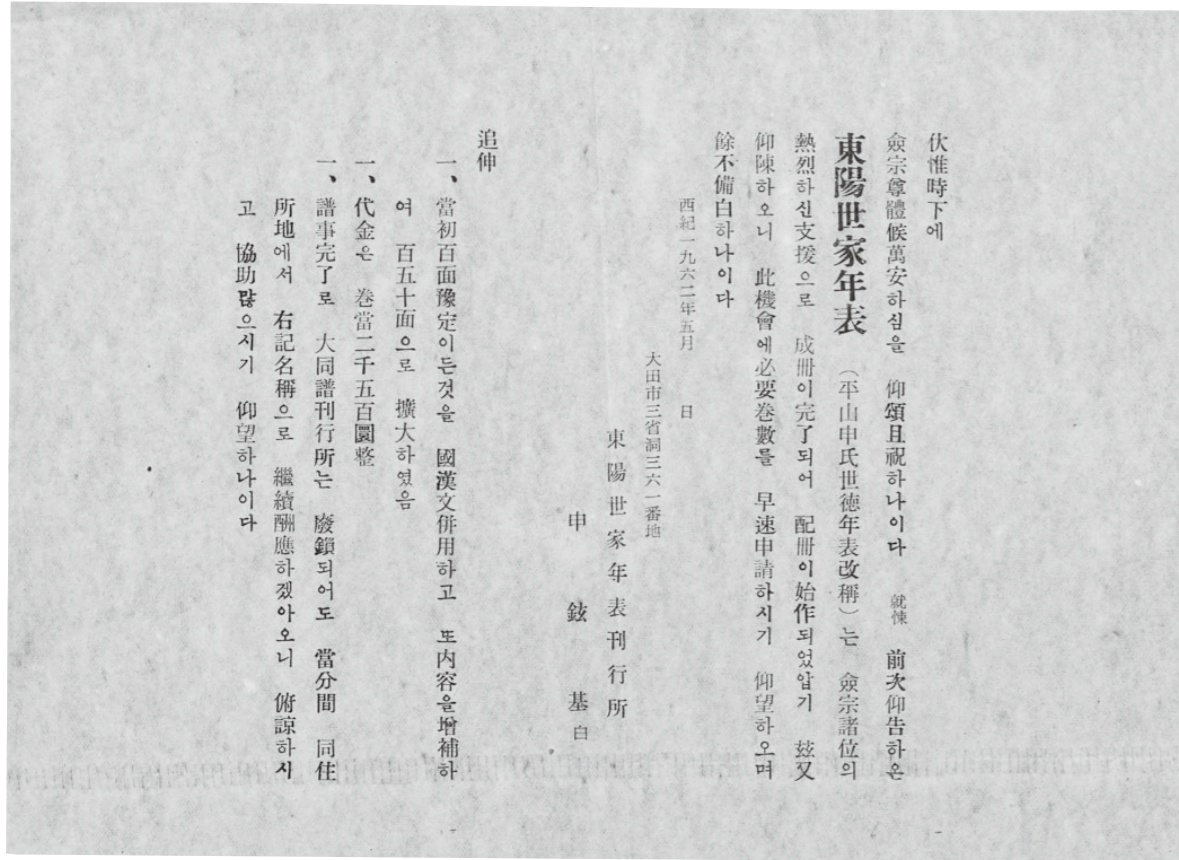 伏惟時下에
僉宗尊體候萬安하심을 仰頌且祝하나이다 就悚 前次仰告하온
東陽世家年表 (平山申氏世德年表改稱)는 僉宗諸位의
熱烈하신支援으로 成冊이完了되어 配冊이始作되었압기 玆又
仰陳하오니 此機會에必要卷數를 早速申請하시기 仰望하오며
餘不備白하나이다
西紀一九六二年五月 日
大田市三省洞三六一番地
東陽世家年表刊行所
申鉉基 白
追伸
一、當初百面豫定이든것을 國漢文併用하고 또内容을增補하
여 百五十面으로 擴大하였음
一、代金은 卷當二千五百圜整
一、譜事完了로 大同譜刊行所는 廢鎖되어도 當分間 同住
所地에서 右記名稱으로 繼續酬應하겠아오니 俯諒하시
고 協助많으시기 仰望하나이다